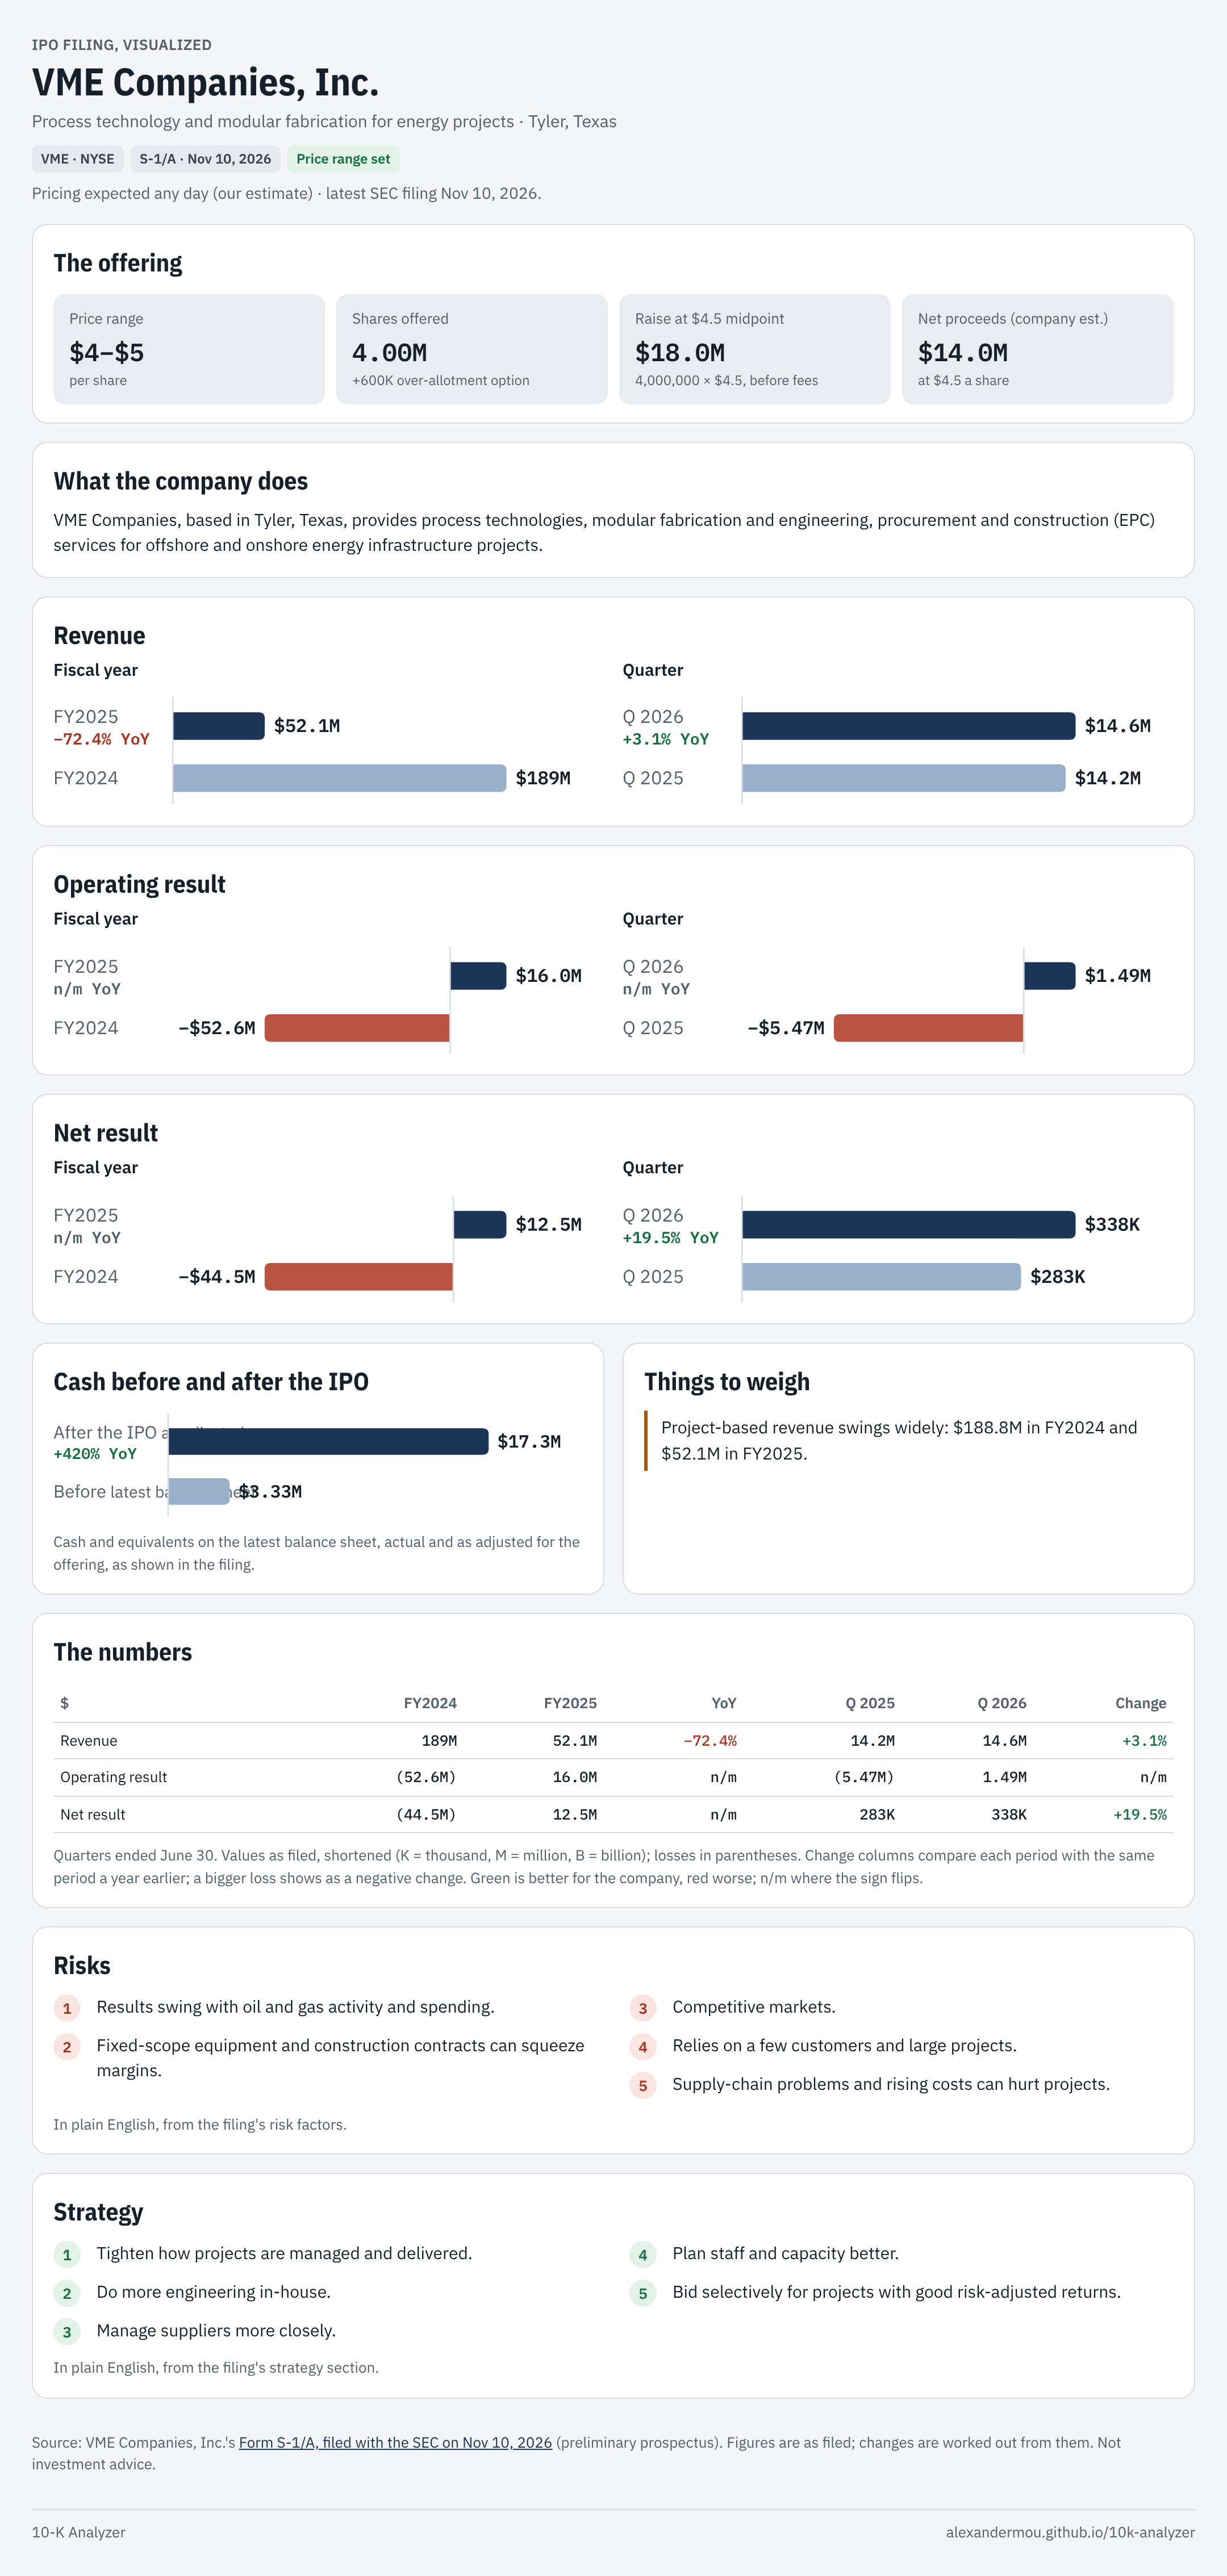 IPO FILING, VISUALIZED
VME Companies, Inc.
Process technology and modular fabrication for energy projects · Tyler, Texas
VME · NYSE
S-1/A · Nov 10, 2026
Price range set
Pricing expected any day (our estimate) · latest SEC filing Nov 10, 2026.
The offering
Price range
$4–$5
per share
Shares offered
4.00M
+600K over-allotment option
Raise at $4.5 midpoint
$18.0M
4,000,000 × $4.5, before fees
Net proceeds (company est.)
$14.0M
at $4.5 a share
What the company does
VME Companies, based in Tyler, Texas, provides process technologies, modular fabrication and engineering, procurement and construction (EPC)
services for offshore and onshore energy infrastructure projects.
Revenue
Fiscal year
FY2025
−72.4% YoY
$52.1M
FY2024
$189M
Quarter
Q 2026
+3.1% YoY
$14.6M
Q 2025
$14.2M
Operating result
Fiscal year
FY2025
n/m YoY
$16.0M
FY2024
−$52.6M
Quarter
Q 2026
n/m YoY
$1.49M
Q 2025
−$5.47M
Net result
Fiscal year
FY2025
n/m YoY
$12.5M
FY2024
−$44.5M
Quarter
Q 2026
+19.5% YoY
$338K
Q 2025
$283K
Cash before and after the IPO
After the IPO
+420% YoY
$17.3M
Before latest
$3.33M
Cash and equivalents on the latest balance sheet, actual and as adjusted for the
offering, as shown in the filing.
Things to weigh
Project-based revenue swings widely: $188.8M in FY2024 and
$52.1M in FY2025.
The numbers
$ FY2024 FY2025 YoY Q 2025 Q 2026 Change
Revenue 189M 52.1M −72.4% 14.2M 14.6M +3.1%
Operating result (52.6M) 16.0M n/m (5.47M) 1.49M n/m
Net result (44.5M) 12.5M n/m 283K 338K +19.5%
Quarters ended June 30. Values as filed, shortened (K = thousand, M = million, B = billion); losses in parentheses. Change columns compare each period with the same
period a year earlier; a bigger loss shows as a negative change. Green is better for the company, red worse; n/m where the sign flips.
Risks
1 Results swing with oil and gas activity and spending.
2 Fixed-scope equipment and construction contracts can squeeze
margins.
3 Competitive markets.
4 Relies on a few customers and large projects.
5 Supply-chain problems and rising costs can hurt projects.
In plain English, from the filing's risk factors.
Strategy
1 Tighten how projects are managed and delivered.
2 Do more engineering in-house.
3 Manage suppliers more closely.
4 Plan staff and capacity better.
5 Bid selectively for projects with good risk-adjusted returns.
In plain English, from the filing's strategy section.
Source: VME Companies, Inc.'s Form S-1/A, filed with the SEC on Nov 10, 2026 (preliminary prospectus). Figures are as filed; changes are worked out from them. Not
investment advice.
10-K Analyzer
alexandermou.github.io/10k-analyzer